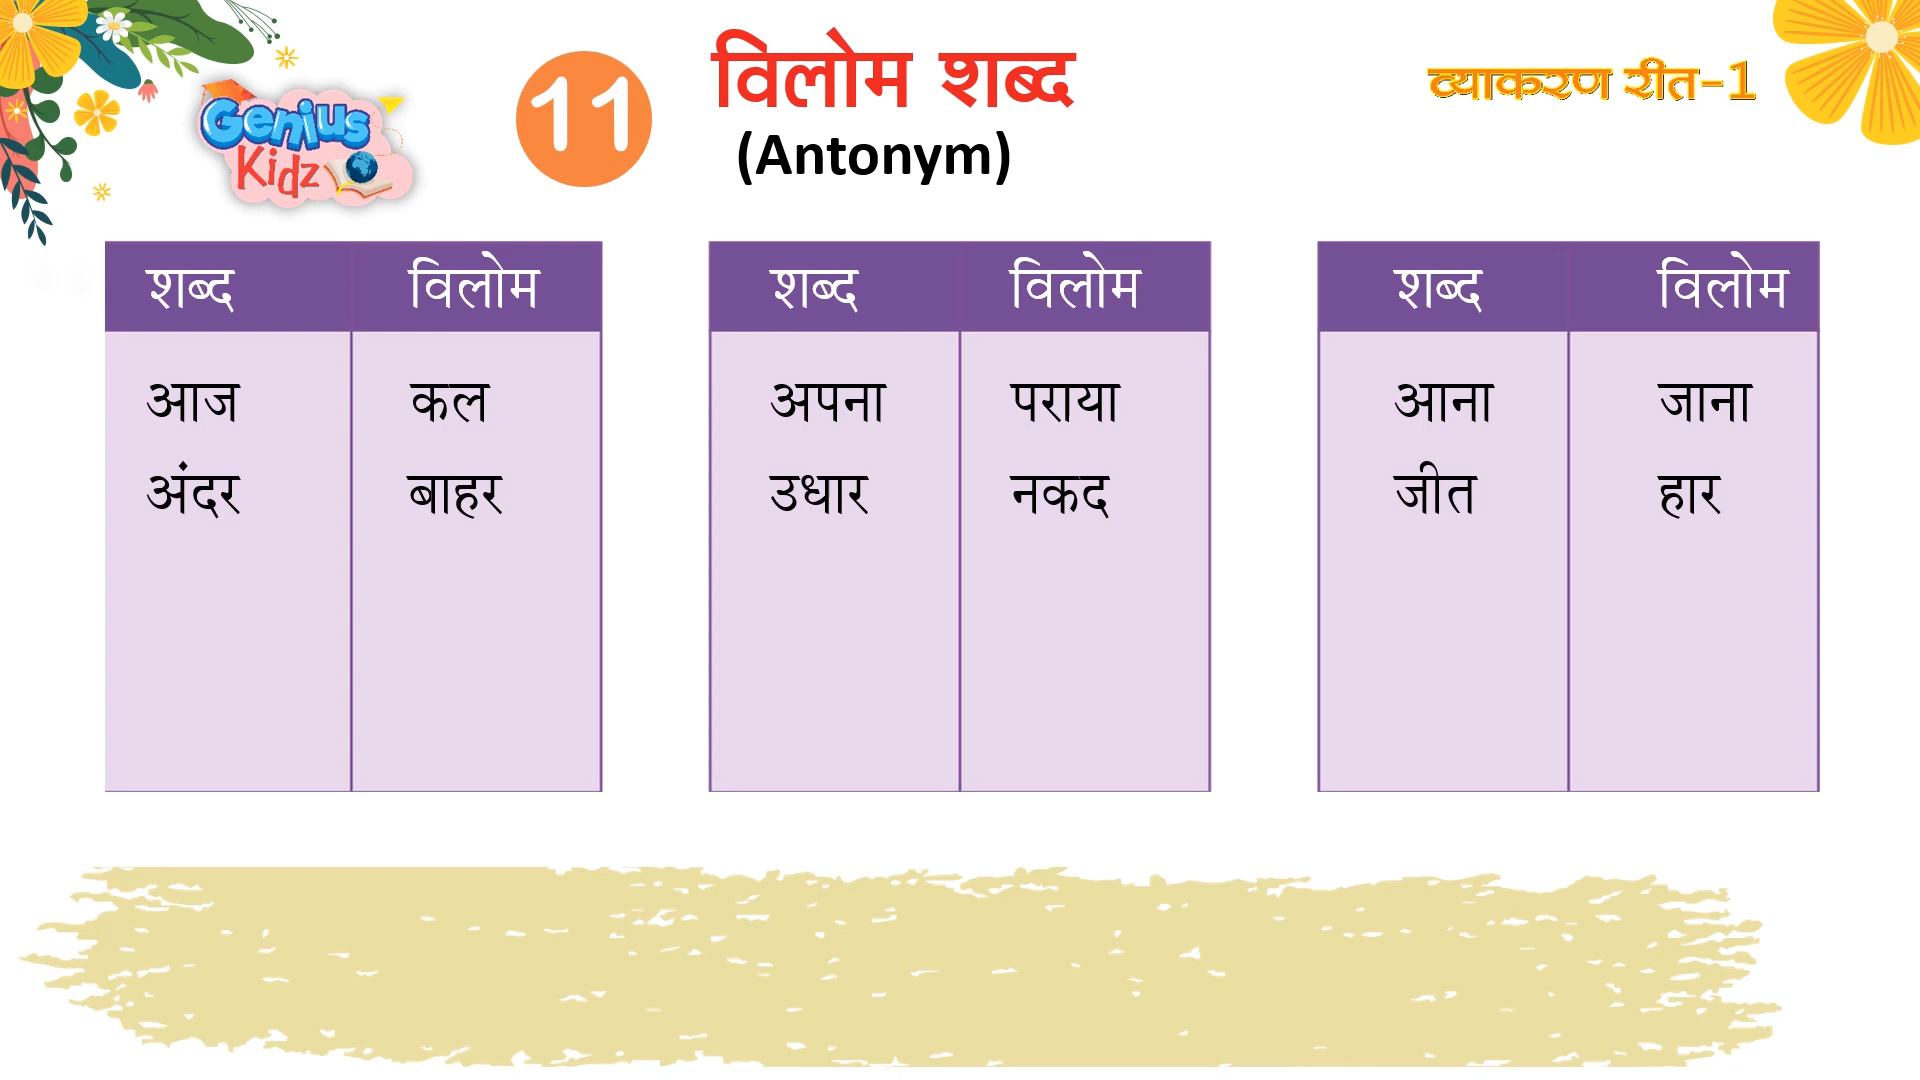 Genius
Kidz
11
विलोम शब्द
(Antonym)
व्याकरण रीत-1
शब्द विलोम
आज कल
अंदर बाहर
शब्द विलोम
अपना पराया
उधार नकद
शब्द विलोम
आना जाना
जीत हार